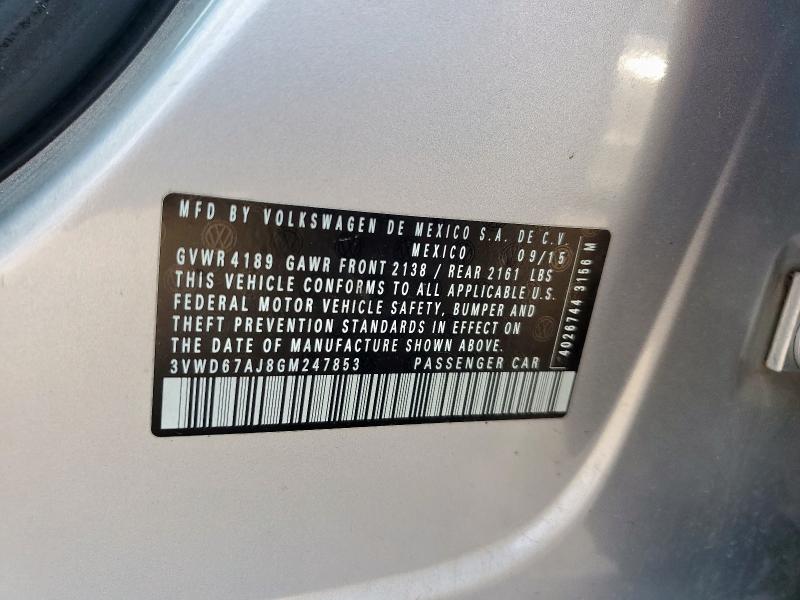 MFD BY VOLKSWAGEN DE MEXICO S.A. DE C.V
MEXICO 09/15
GVWR 4189 GAWR FRONT 2138 / REAR 2161 LBS
THIS VEHICLE CONFORMS TO ALL APPLICABLE U.S.
FEDERAL MOTOR VEHICLE SAFETY, BUMPER AND
THEFT PREVENTION STANDARDS IN EFFECT ON
THE DATE OF MANUFACTURE SHOWN ABOVE.
3VWD67AJ8GM247853 PASSENGER CAR
4026744 3156 M